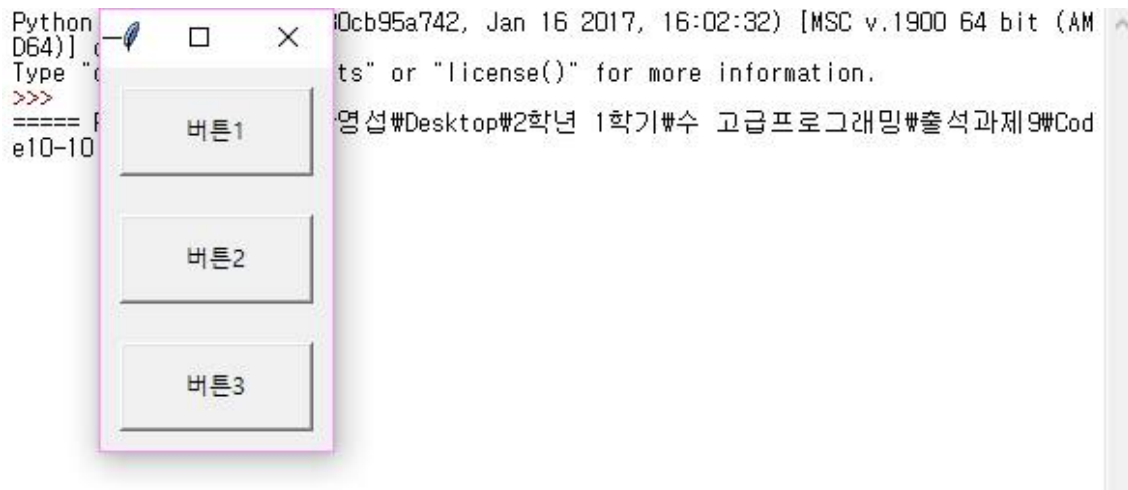 Python 80cb95a742, Jan 16 2017, 16:02:32) [MSC v.1900 64 bit (AM
D64)]
Type "c ts" or "license()" for more information.
>>>
===== 영섭₩Desktop₩2학년 1학기₩수 고급프로그래밍₩출석과제9₩Cod
e10-10
버튼1
버튼2
버튼3